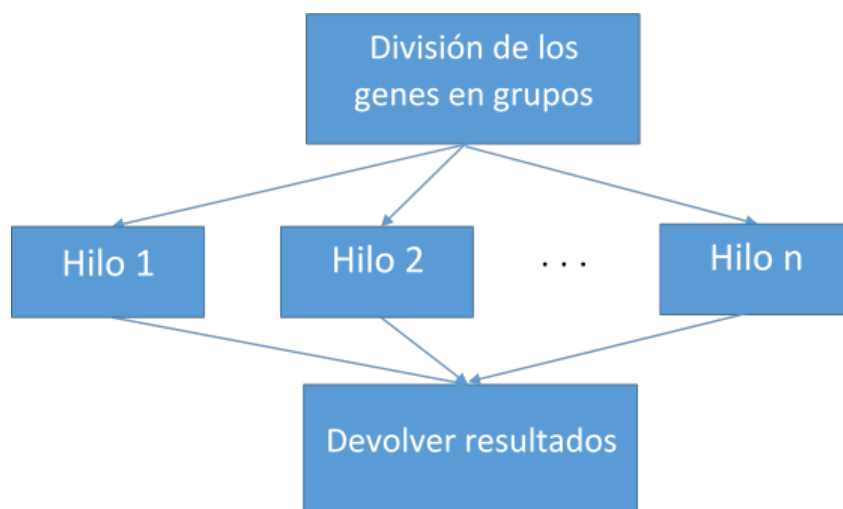 División de los
genes en grupos
Hilo 1
Hilo 2
. . .
Hilo n
Devolver resultados